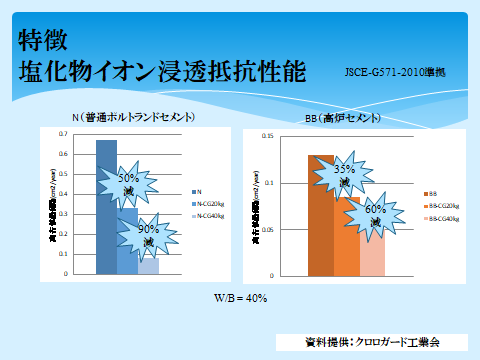 特徴
塩化物イオン浸透抵抗性能
JSCE-G571-2010準拠
N（普通ポルトランドセメント）
0.7
0.6
0.5
0.4
0.3
0.2
0.1
0
(cm2/year)
50%
減
90%
減
N
N-CG20kg
N-CG40kg
BB（高炉セメント）
0.15
0.1
0.05
0
(cm2/year)
35%
減
60%
減
BB
BB-CG20kg
BB-CG40kg
W/B = 40%
資料提供：クロロガード工業会